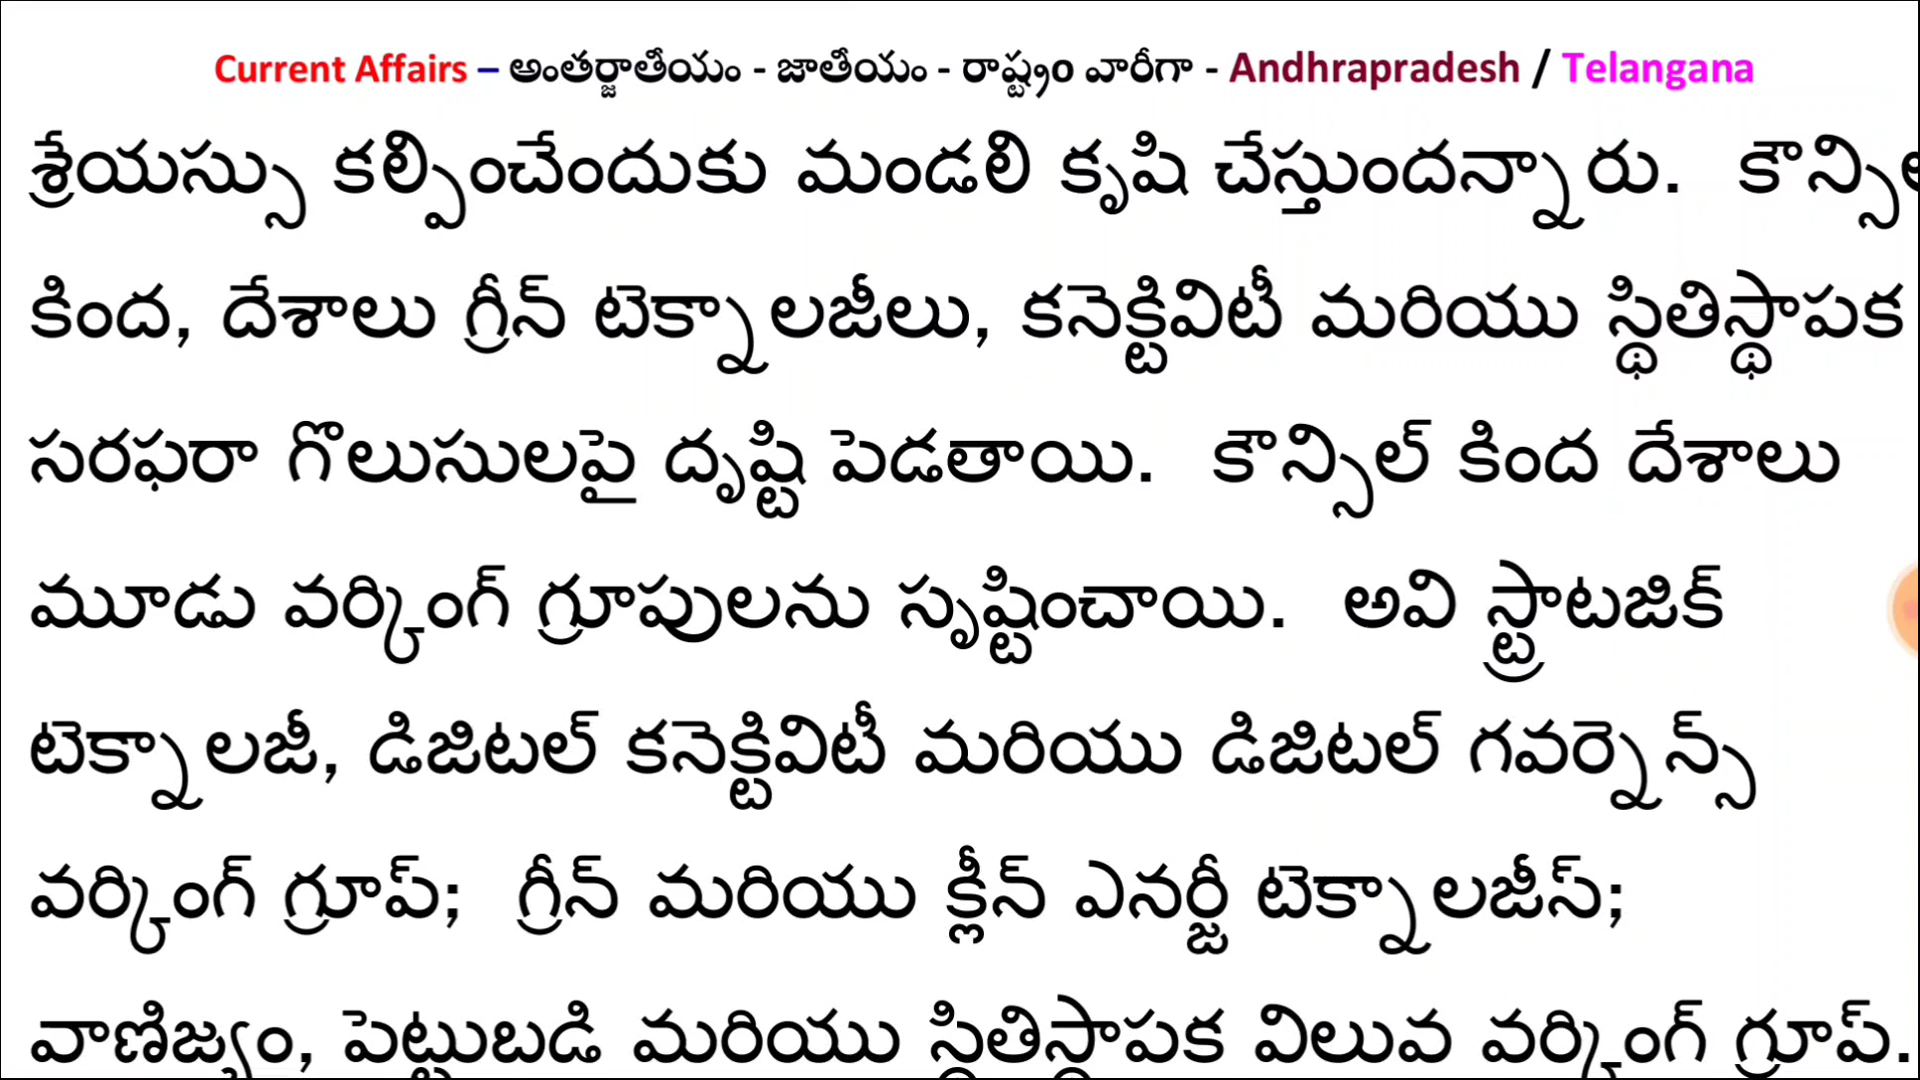 Current Affairs – అంతర్జాతీయం - జాతీయం - రాష్ట్రం వారీగా - Andhrapradesh / Telangana
శ్రేయస్సు కల్పించేందుకు మండలి కృషి చేస్తుందన్నారు.
కింద, దేశాలు గ్రీన్ టెక్నాలజీలు, కనెక్టివిటీ మరియు స్థితిస్థాపక
సరఫరా గొలుసులపై దృష్టి పెడతాయి. కౌన్సిల్ కింద దేశాలు
మూడు వర్కింగ్ గ్రూపులను సృష్టించాయి. అవి స్ట్రాటజిక్
టెక్నాలజీ, డిజిటల్ కనెక్టివిటీ మరియు డిజిటల్ గవర్నెన్స్
వర్కింగ్ గ్రూప్; గ్రీన్ మరియు క్లీన్ ఎనర్జీ టెక్నాలజీస్;
వాణిజ్యం, పెట్టుబడి మరియు స్థితిస్థాపక విలువ వర్కింగ్ గ్రూప్.